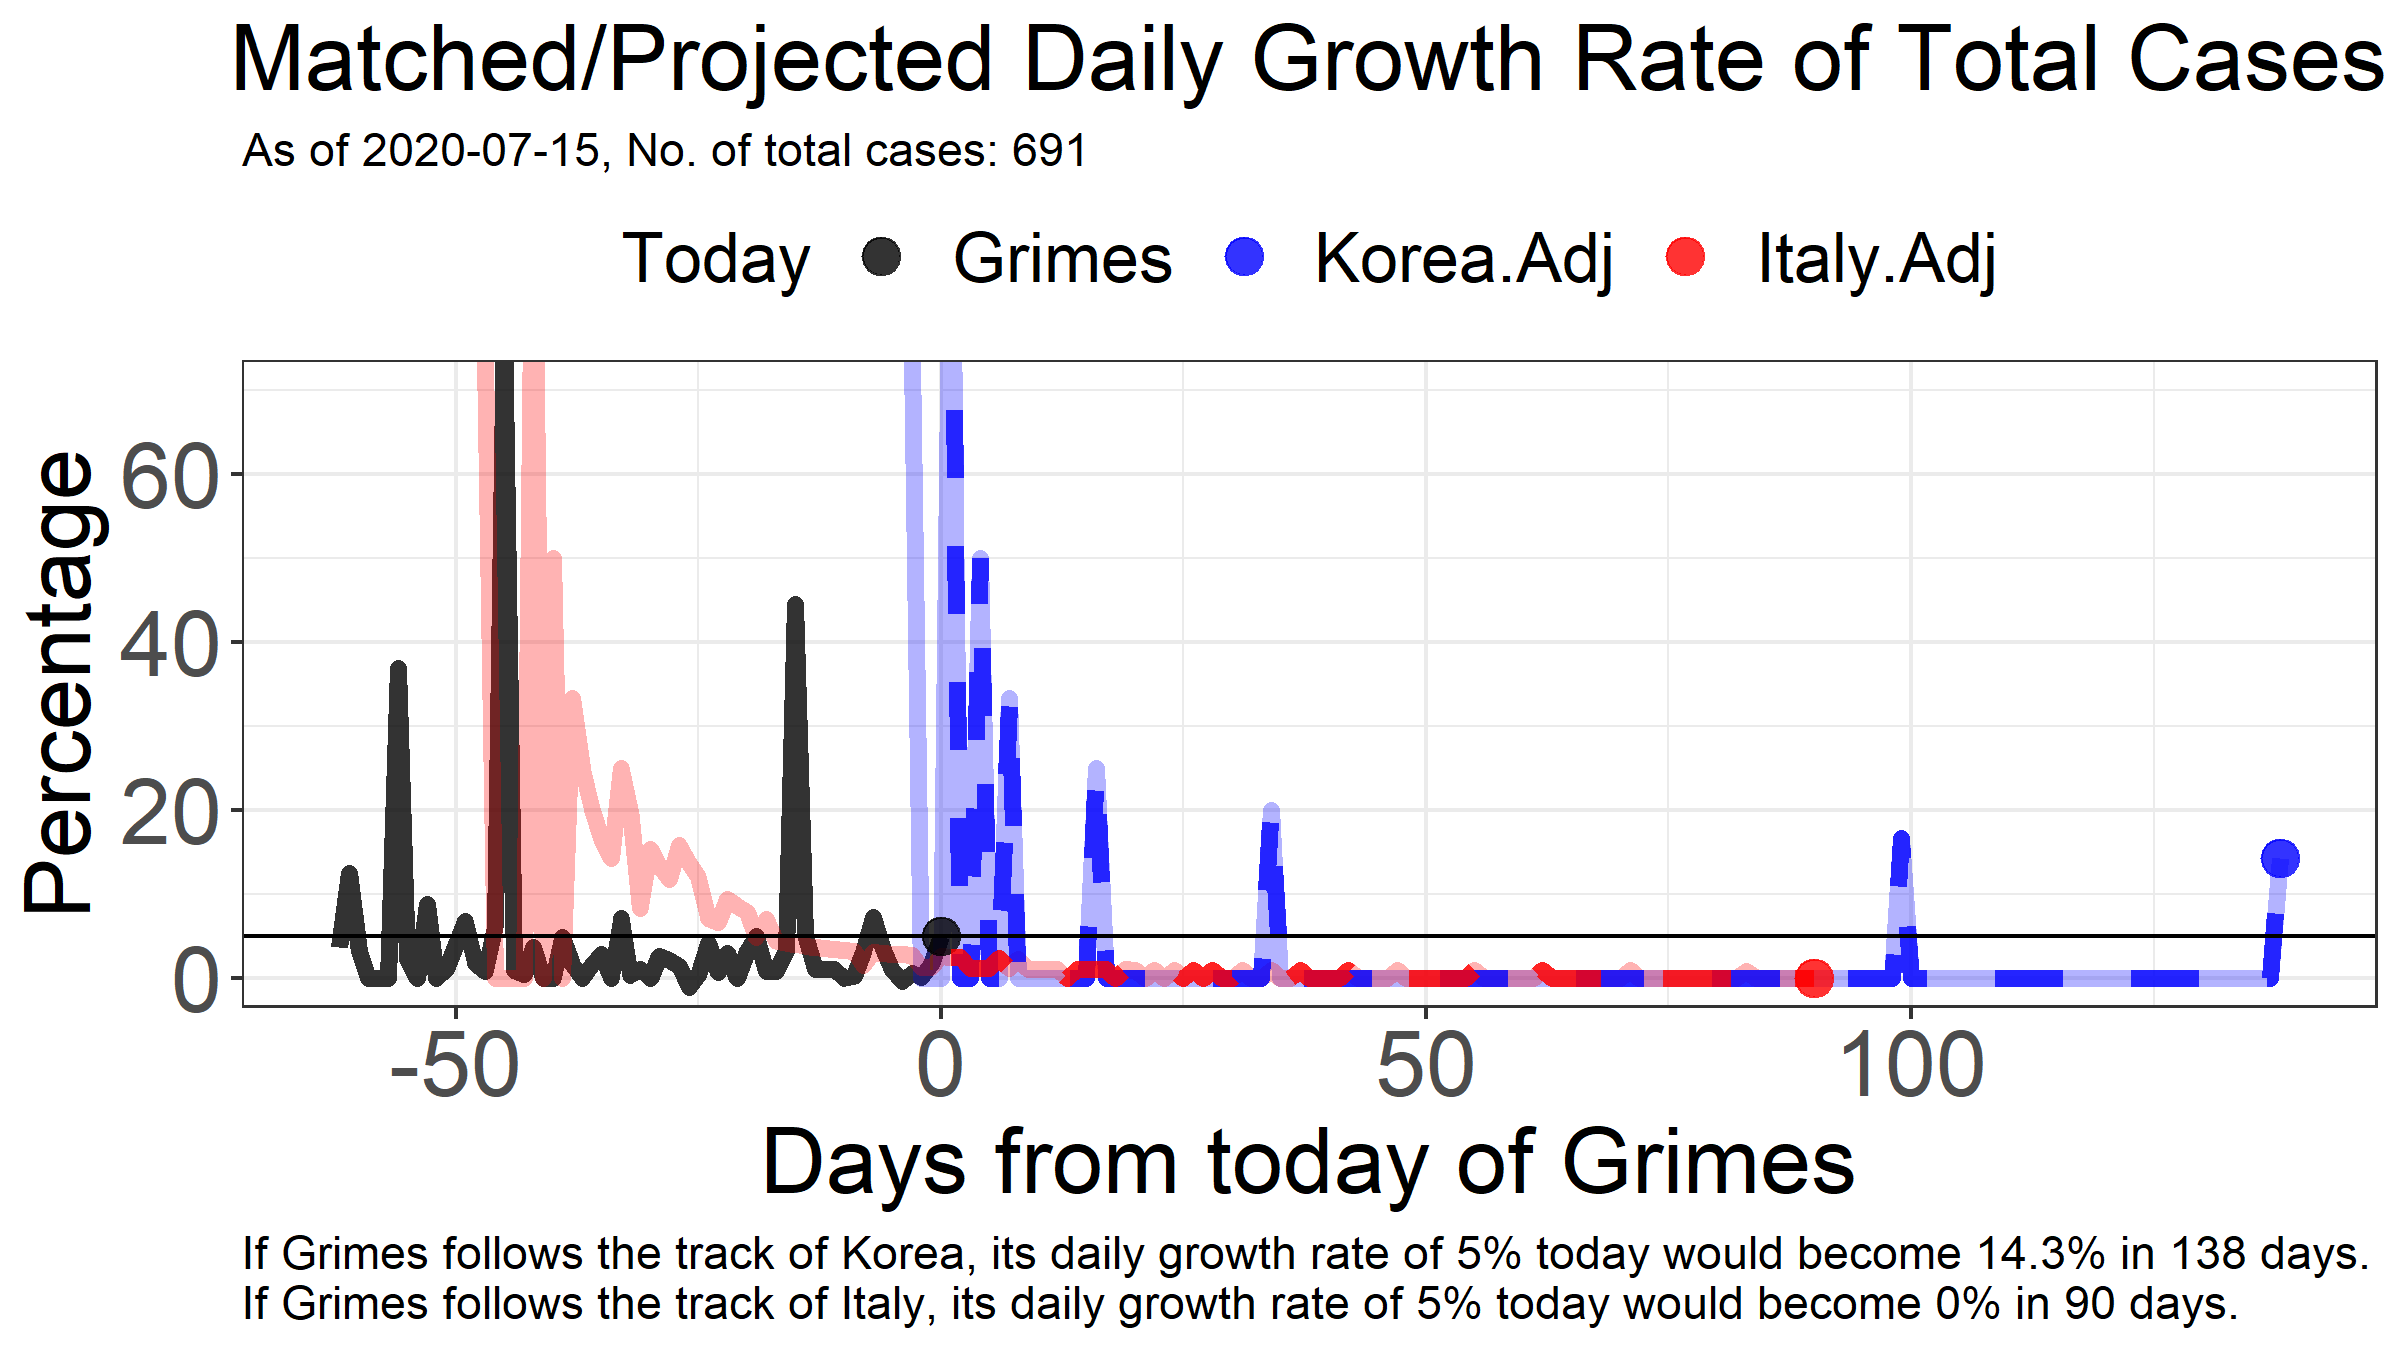 Matched/Projected Daily Growth Rate of Total Cases
As of 2020-07-15, No. of total cases: 691
Today Grimes Korea.Adj Italy.Adj
Percentage
60
40
20
0
-50 0 50 100
Days from today of Grimes
If Grimes follows the track of Korea, its daily growth rate of 5% today would become 14.3% in 138 days.
If Grimes follows the track of Italy, its daily growth rate of 5% today would become 0% in 90 days.